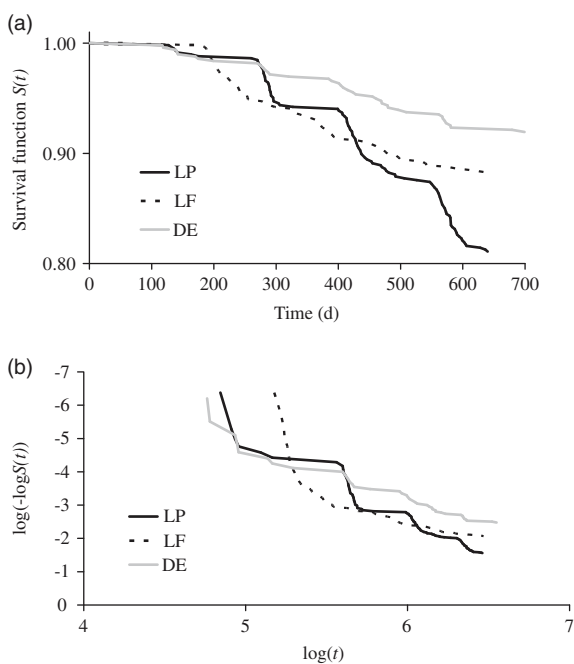 (a)
1.00
0.90
0.80
Survival function S(t)
LP
LF
DE
0 100 200 300 400 500 600 700
Time (d)
(b)
-7
-6
-5
-4
-3
-2
-1
0
log(-logS(t))
LP
LF
DE
4 5 6 7
log(t)